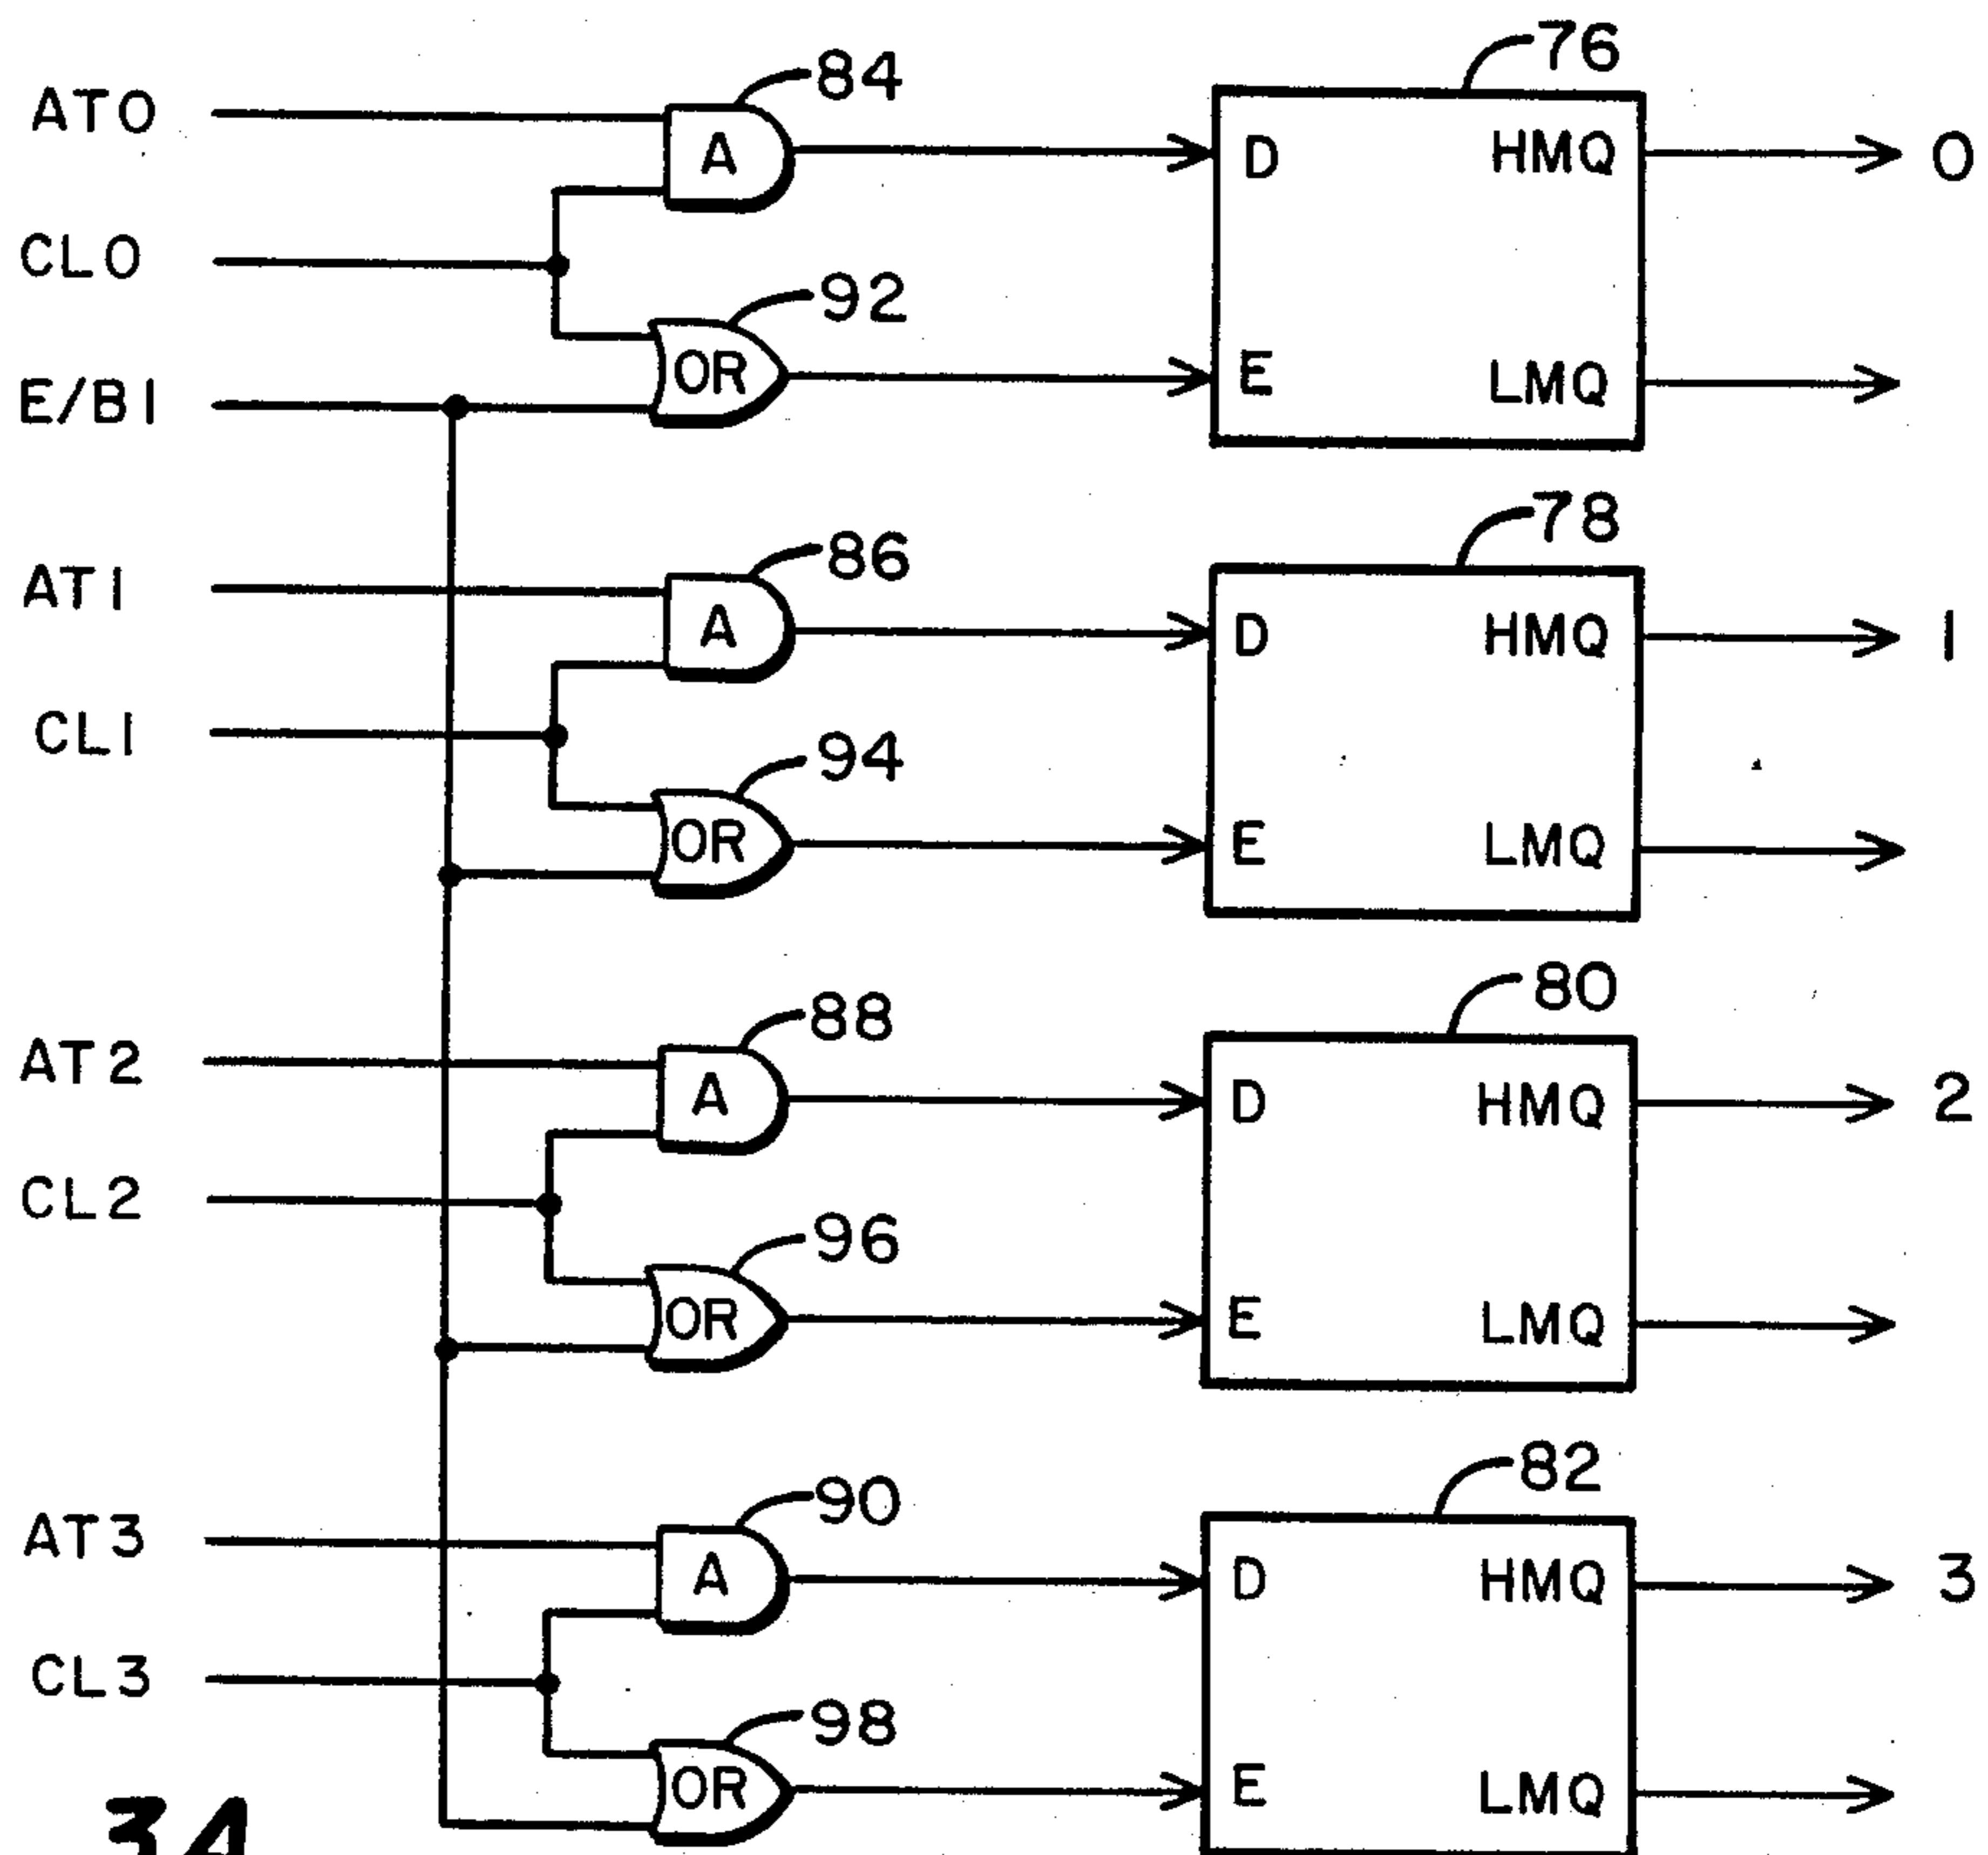 76
84
AT0
A
D
HMQ
0
CL0
92
E/B1
OR
E
LMQ
78
86
AT1
A
D
HMQ
1
CL1
94
OR
E
LMQ
80
88
AT2
A
D
HMQ
2
CL2
96
OR
E
LMQ
82
90
AT3
A
D
HMQ
3
CL3
98
OR
E
LMQ